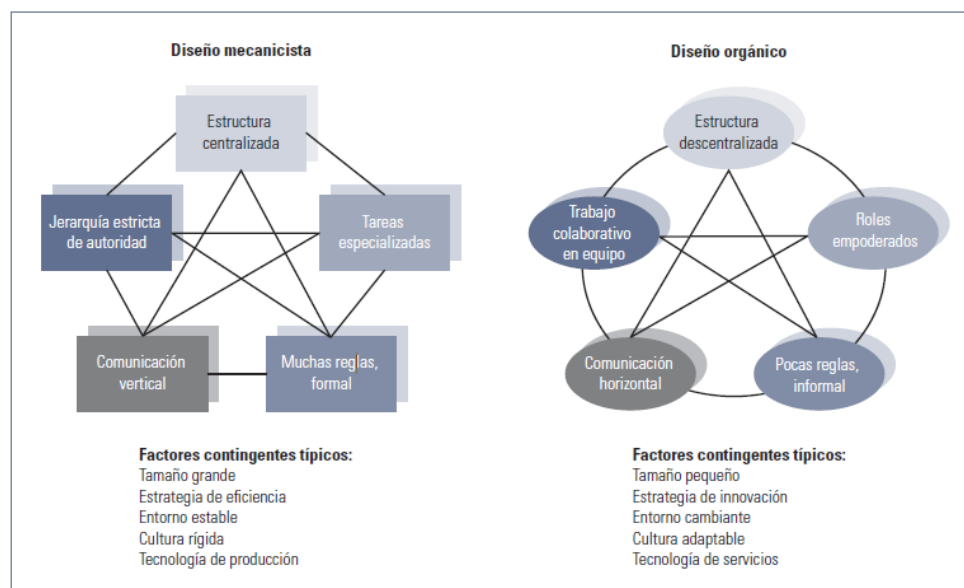 Diseño mecanicista
Estructura
centralizada
Jerarquía estricta
de autoridad
Tareas
especializadas
Comunicación
vertical
Muchas reglas,
formal
Factores contingentes típicos:
Tamaño grande
Estrategia de eficiencia
Entorno estable
Cultura rígida
Tecnología de producción
Diseño orgánico
Estructura
descentralizada
Trabajo
colaborativo
en equipo
Roles
empoderados
Comunicación
horizontal
Pocas reglas,
informal
Factores contingentes típicos:
Tamaño pequeño
Estrategia de innovación
Entorno cambiante
Cultura adaptable
Tecnología de servicios